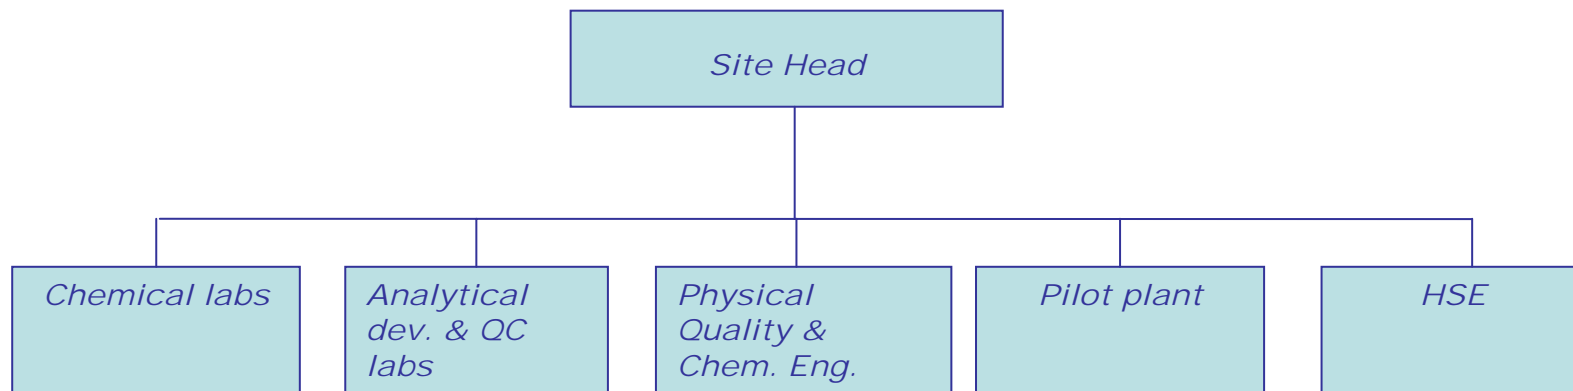 Site Head
Chemical labs
Analytical
dev. & QC
labs
Physical
Quality &
Chem. Eng.
Pilot plant
HSE